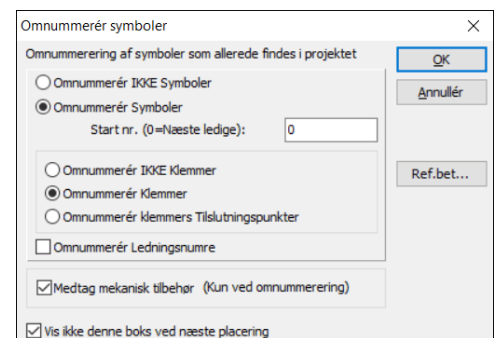 Omnummerér symboler
Omnummerering af symboler som allerede findes i projektet
OK
Omnummerér IKKE Symboler
Annullér
Omnummerér Symboler
Start nr. (0=Næste ledige): 0
Omnummerér IKKE Klemmer
Ref.bet...
Omnummerér Klemmer
Omnummerér klemmers Tilslutningspunkter
Omnummerér Ledningsnumre
Medtag mekanisk tilbehør (Kun ved omnummerering)
Vis ikke denne boks ved næste placering